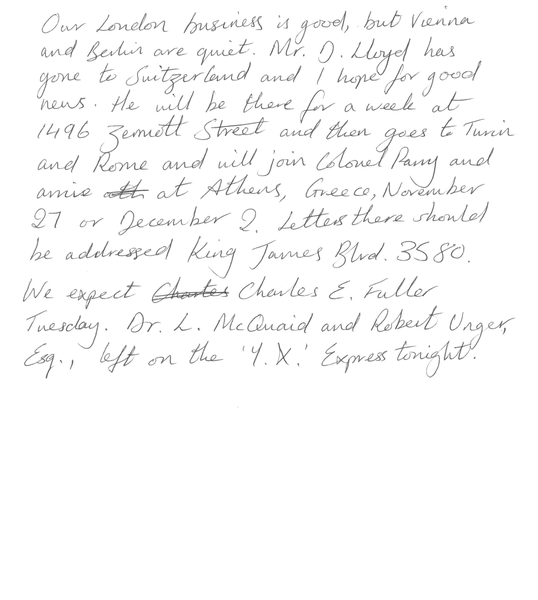 Our London business is good, but Vienna
and Berlin are quiet. Mr. D. Lloyd has
gone to Switzerland and I hope for good
news. He will be there for a week at
1496 Zermott Street and then goes to Turin
and Rome and will join Colonel Parry and
arrive at Athens, Greece, November
27 or December 2. Letters there should
be addressed King James Blvd. 3580.
We expect Charles E. Fuller
Tuesday. Dr. L. McQuaid and Robert Unger,
Esq., left on the 'Y.X.' Express tonight.